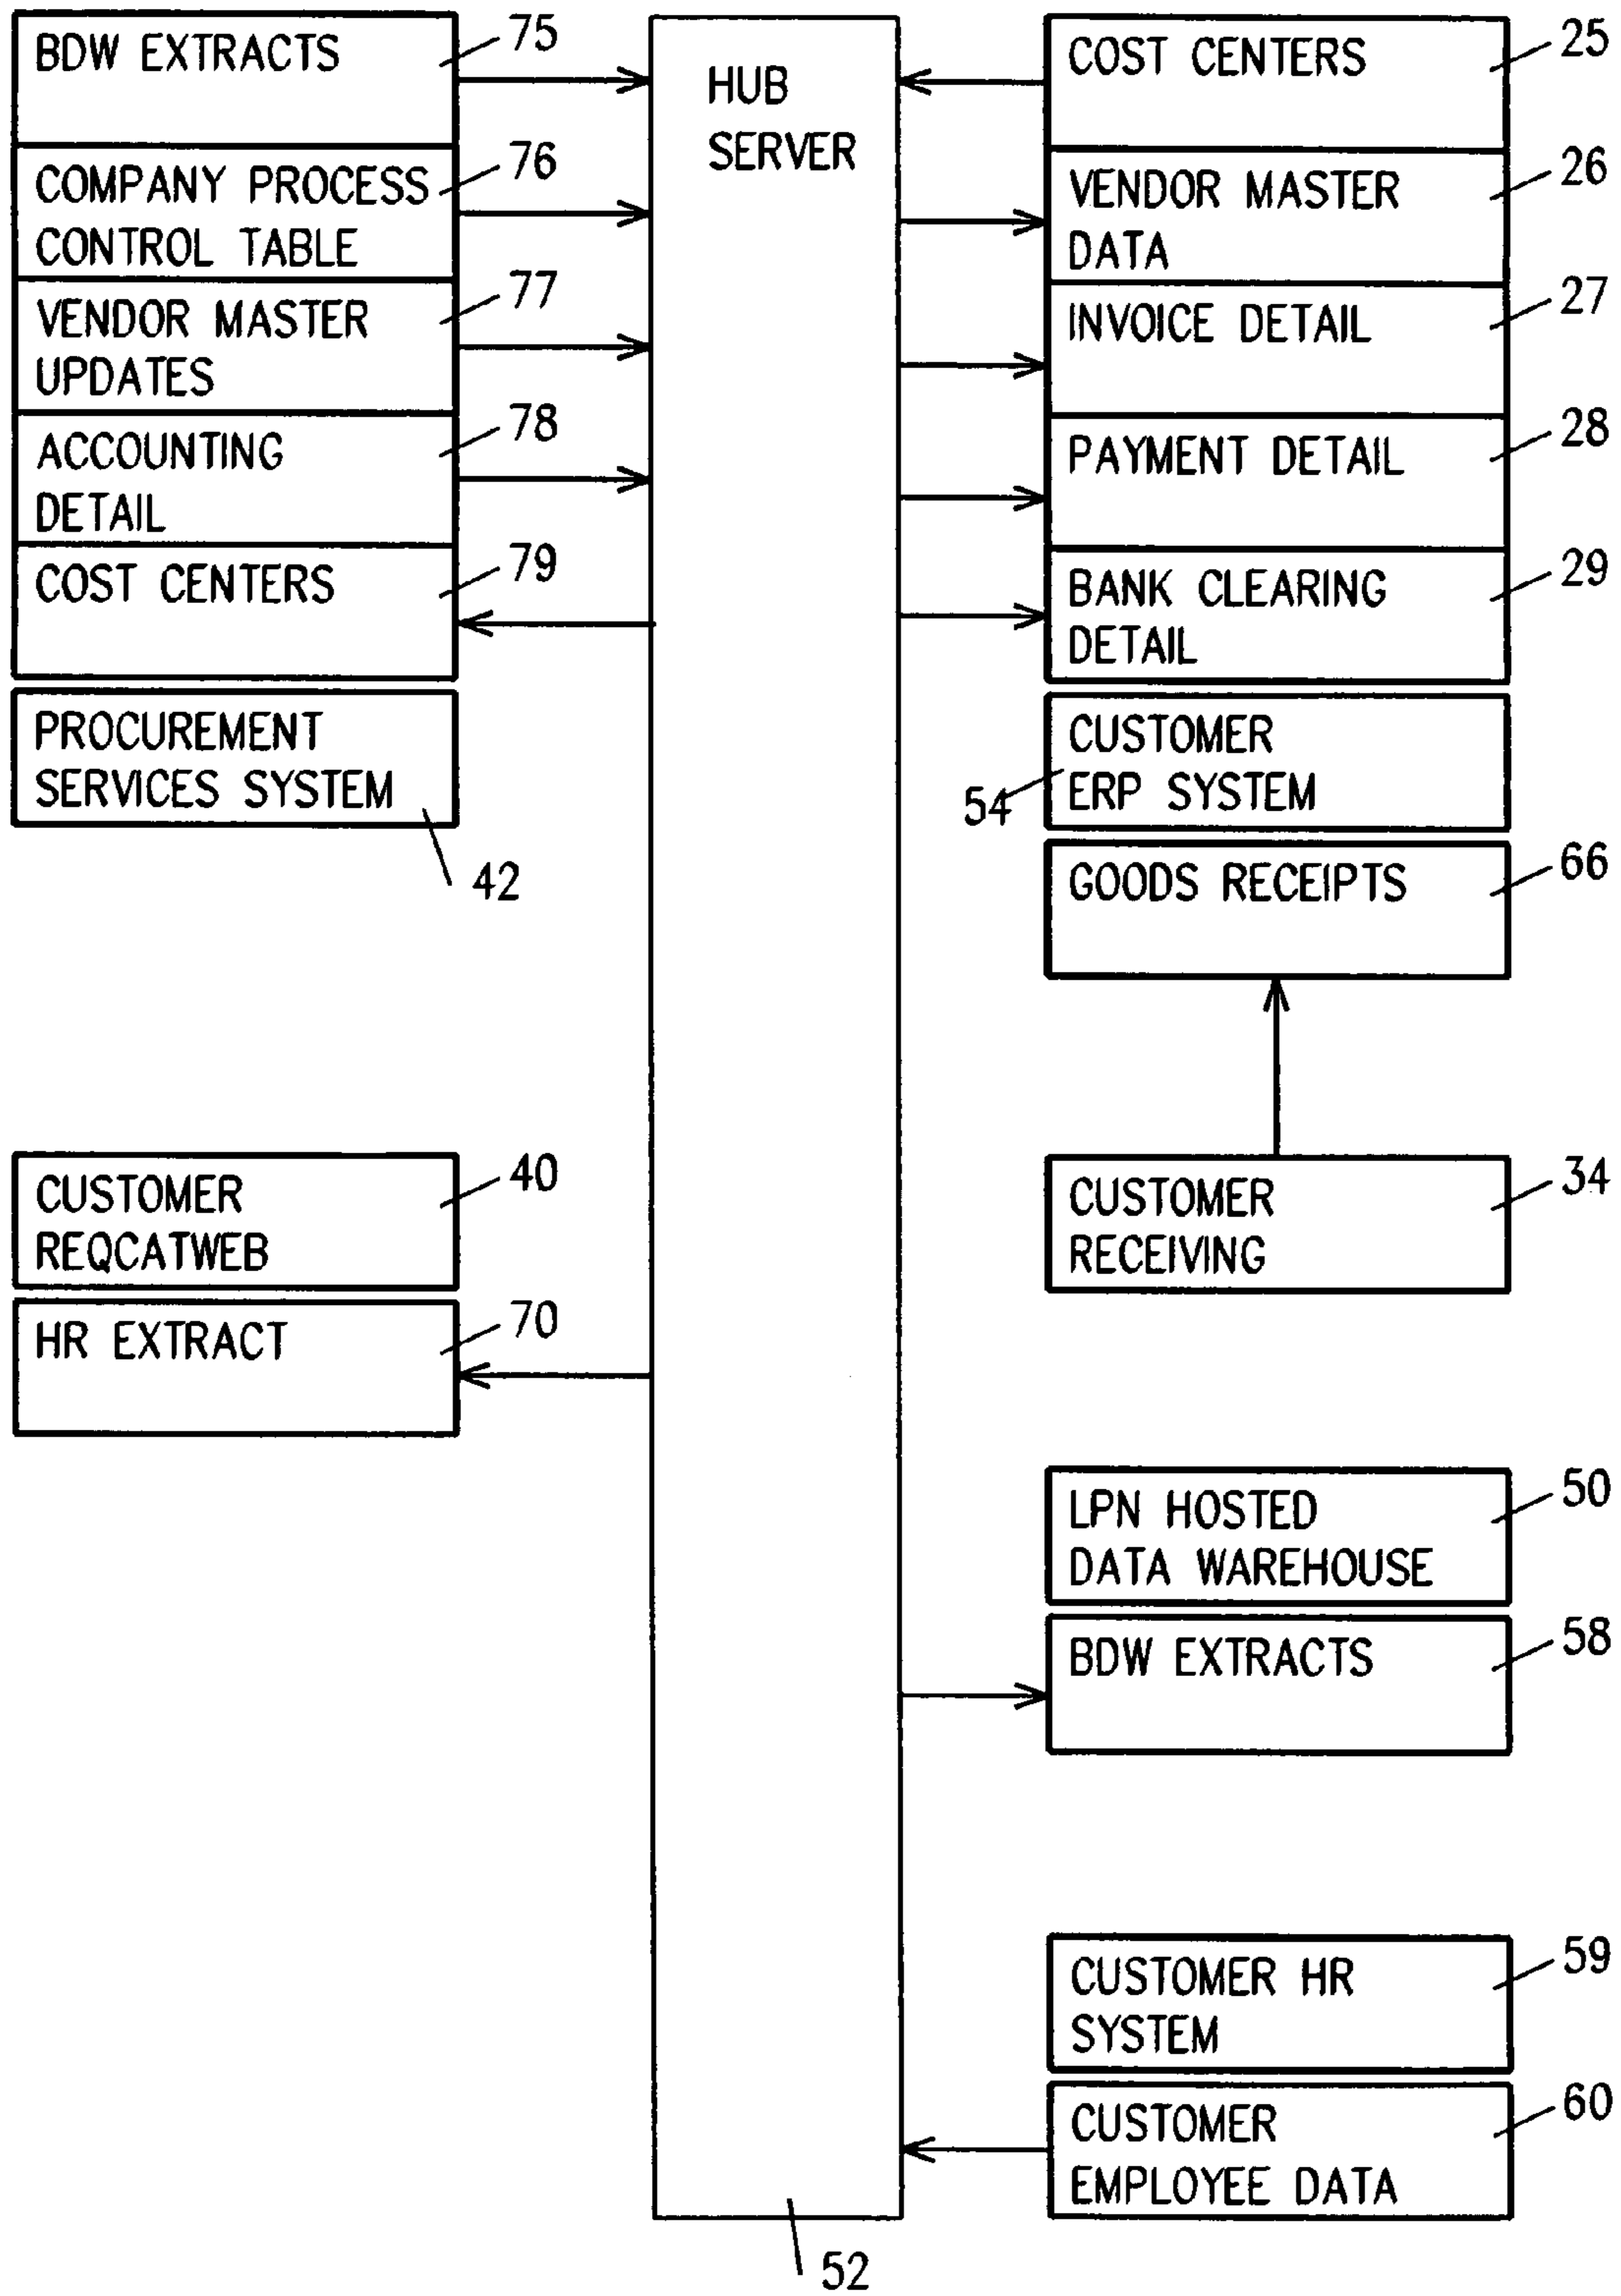 BDW EXTRACTS
75
COMPANY PROCESS
CONTROL TABLE
76
VENDOR MASTER
UPDATES
77
ACCOUNTING
DETAIL
78
COST CENTERS
79
PROCUREMENT
SERVICES SYSTEM
42
CUSTOMER
REQCATWEB
40
HR EXTRACT
70
HUB
SERVER
52
COST CENTERS
25
VENDOR MASTER
DATA
26
INVOICE DETAIL
27
PAYMENT DETAIL
28
BANK CLEARING
DETAIL
29
CUSTOMER
ERP SYSTEM
54
GOODS RECEIPTS
66
CUSTOMER
RECEIVING
34
LPN HOSTED
DATA WAREHOUSE
50
BDW EXTRACTS
58
CUSTOMER HR
SYSTEM
59
CUSTOMER
EMPLOYEE DATA
60